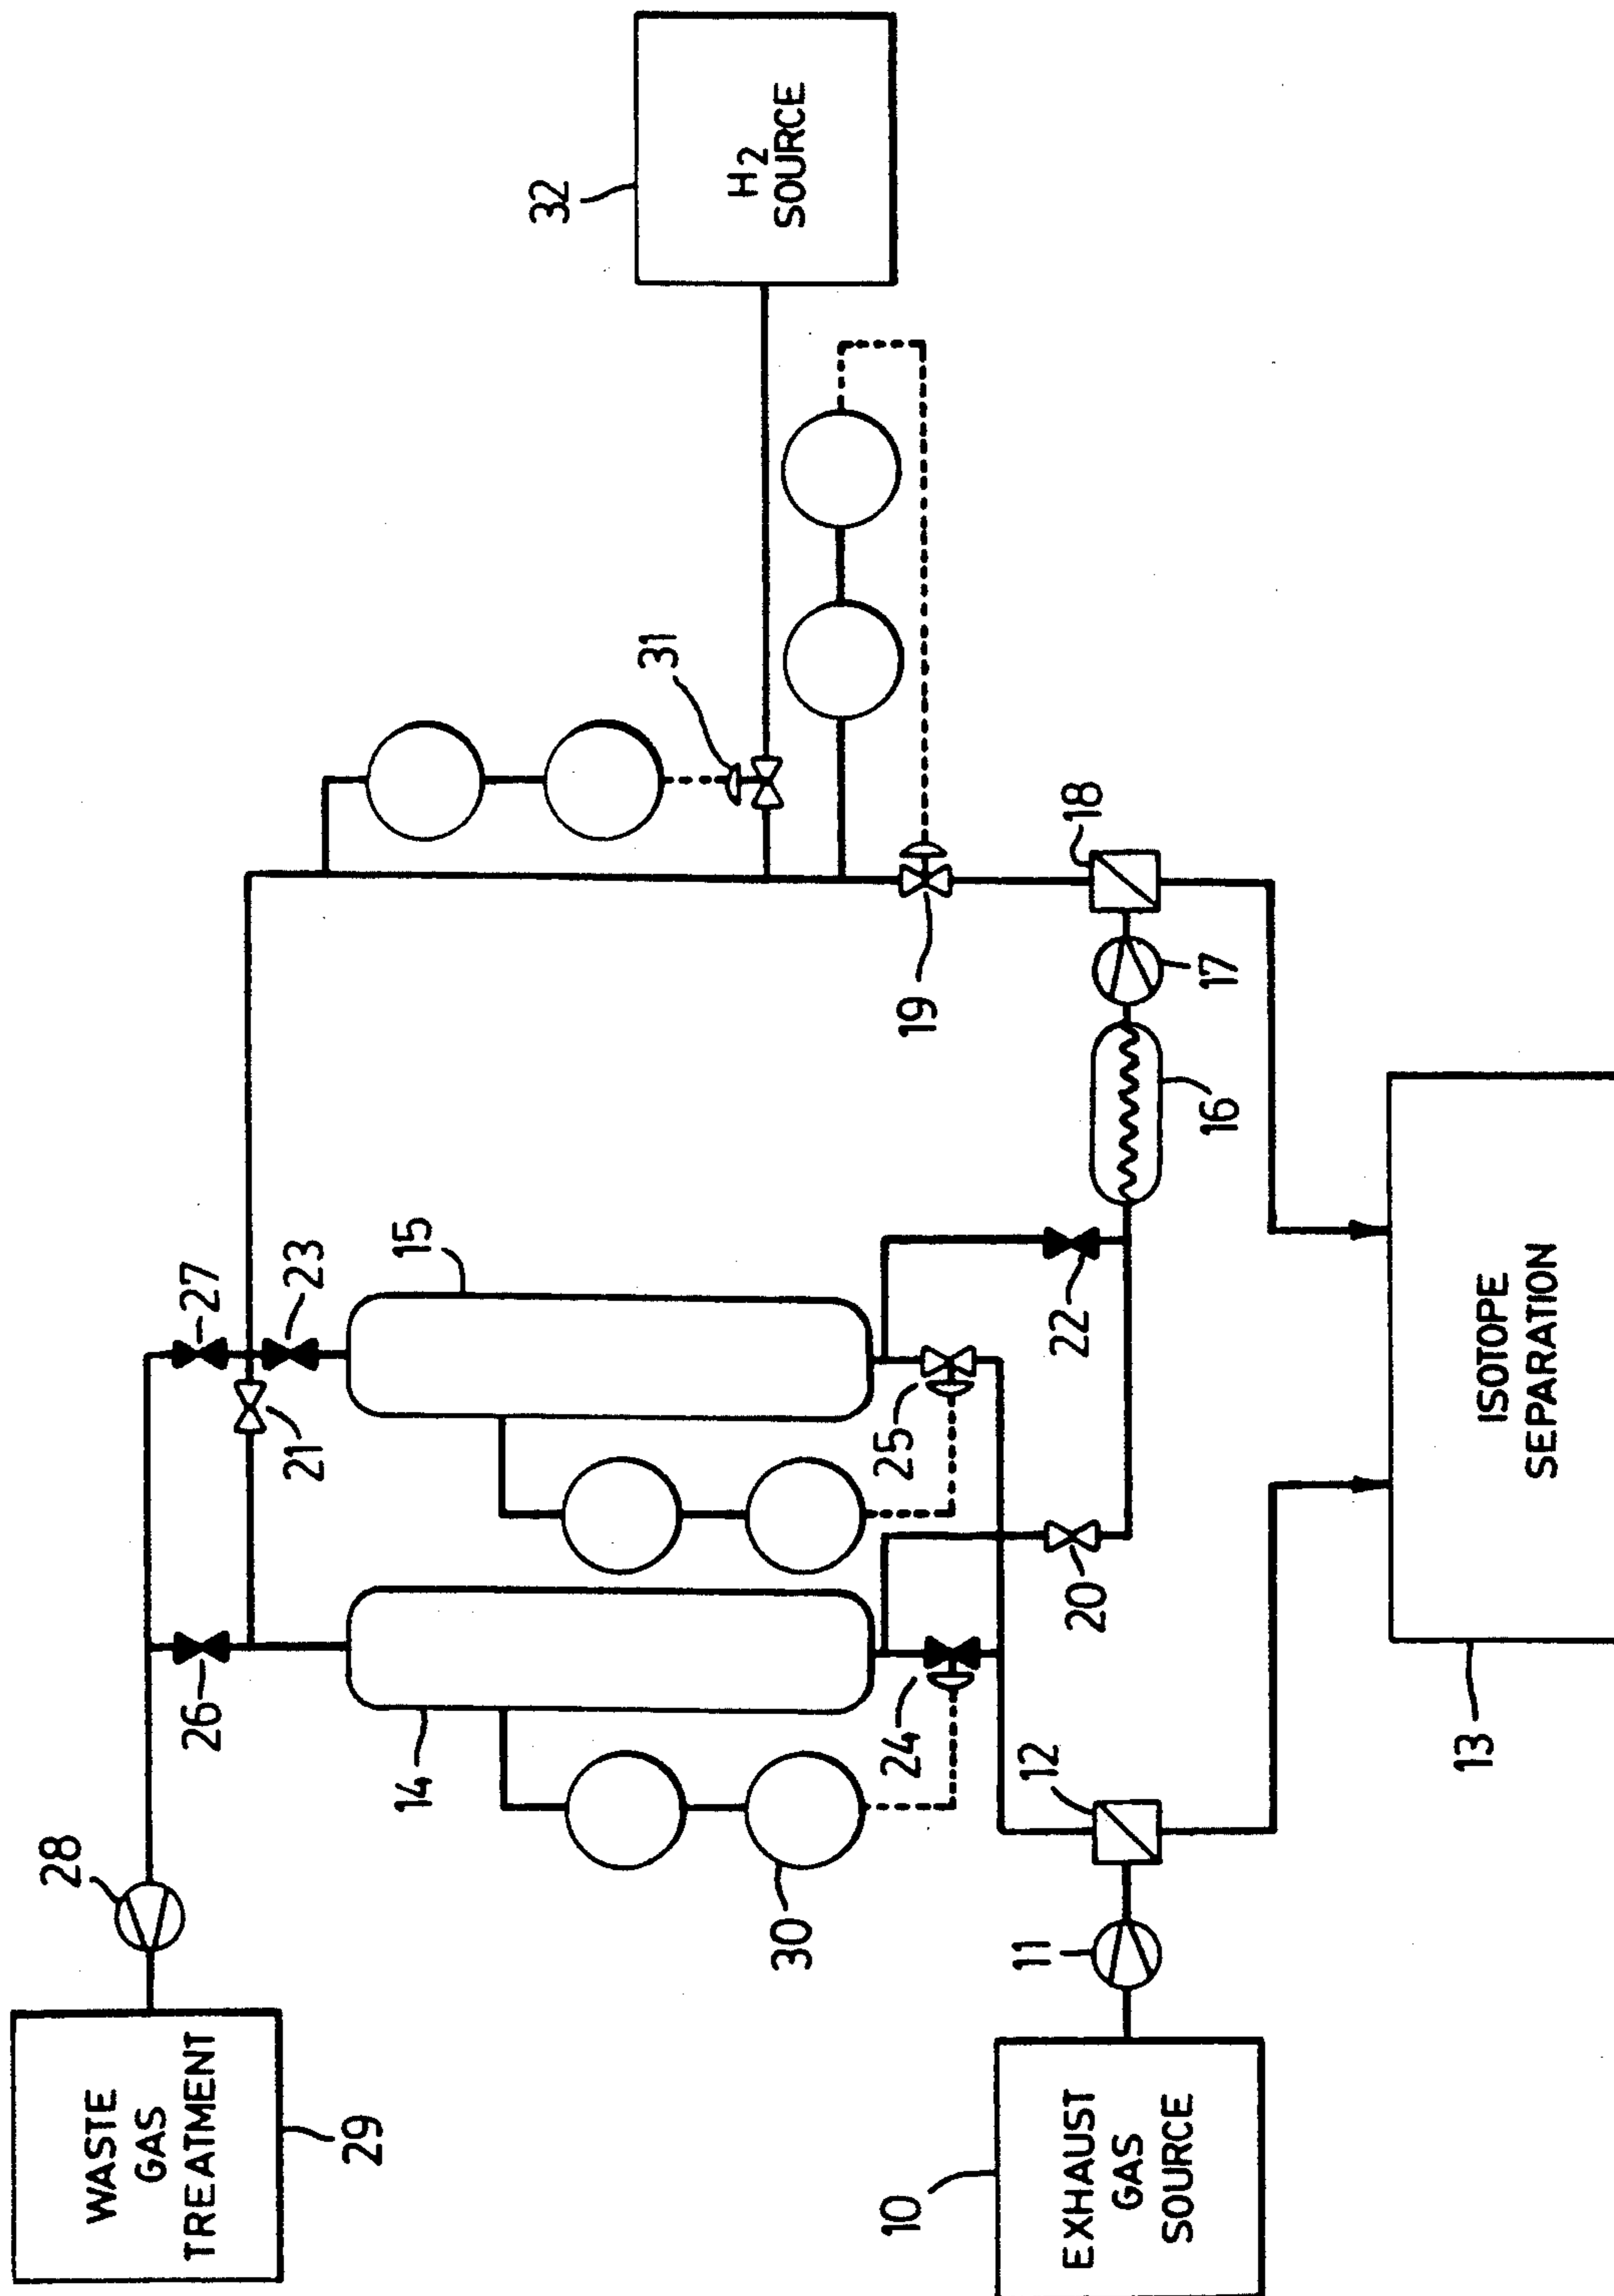 WASTE
GAS
TREATMENT
29
28
26
27
23
21
15
14
30
24
25
20
22
12
11
10
EXHAUST
GAS
SOURCE
16
17
18
19
31
32
H2
SOURCE
13
ISOTOPE
SEPARATION